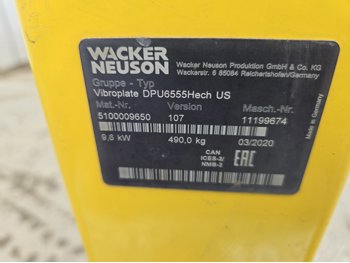 WACKER
NEUSON
Wacker Neuson Produktion GmbH & Co. KG
Wackerstr. 6 85084 Reichertshofen/Germany
Gruppe - Typ
Vibroplate DPU6555Hech US
Mat.-Nr. Version Masch.-Nr.
5100009650 107 11199674
9,6 kW 490,0 kg 03/2020
CAN
ICES-2/
NMB-2
EAC
Made in Germany